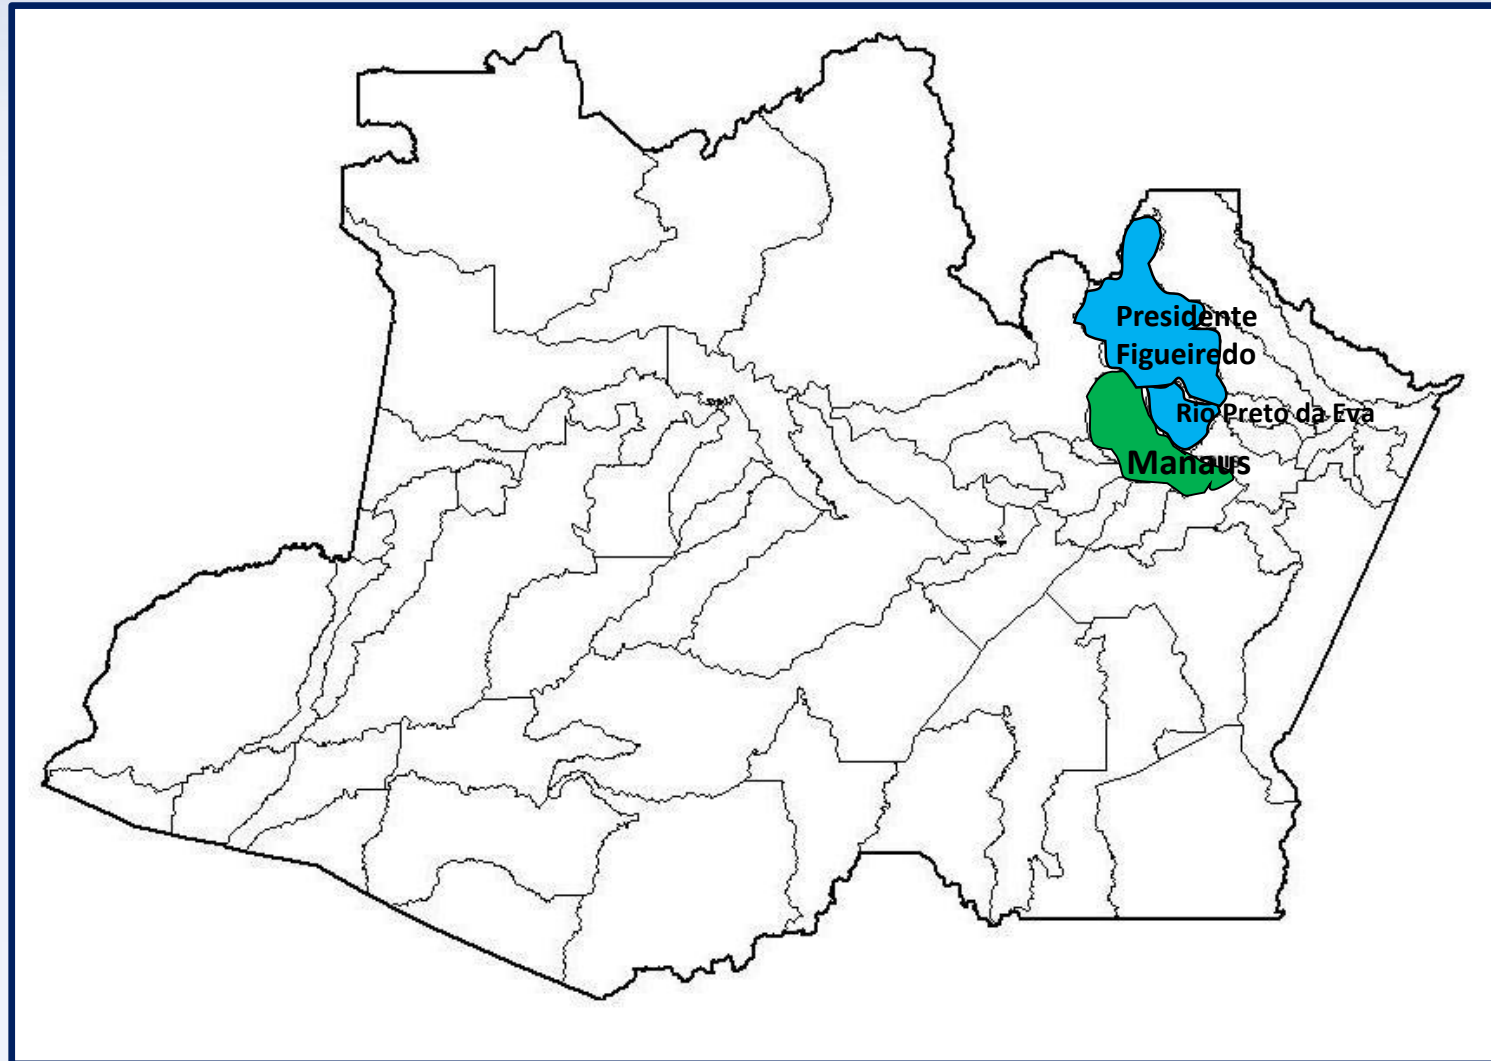 Presidente
Figueiredo
Rio Preto da Eva
Manaus